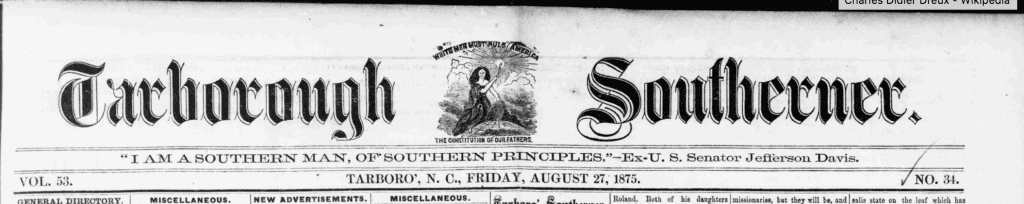 Charles Didier Dreux - Wikipedia
WHITE MEN MUST RULE AMERICA
Tarborough Southerner.
THE CONSTITUTION OF OUR FATHERS.
"I AM A SOUTHERN MAN, OF SOUTHERN PRINCIPLES."—Ex-U. S. Senator Jefferson Davis.
VOL. 53. TARBORO', N. C., FRIDAY, AUGUST 27, 1875. NO. 34.
GENERAL DIRECTORY. MISCELLANEOUS. NEW ADVERTISEMENTS. MISCELLANEOUS. Tarboro' Southerner Roland. Both of his daughters missionaries, but they will be, and salie state on the leaf which has